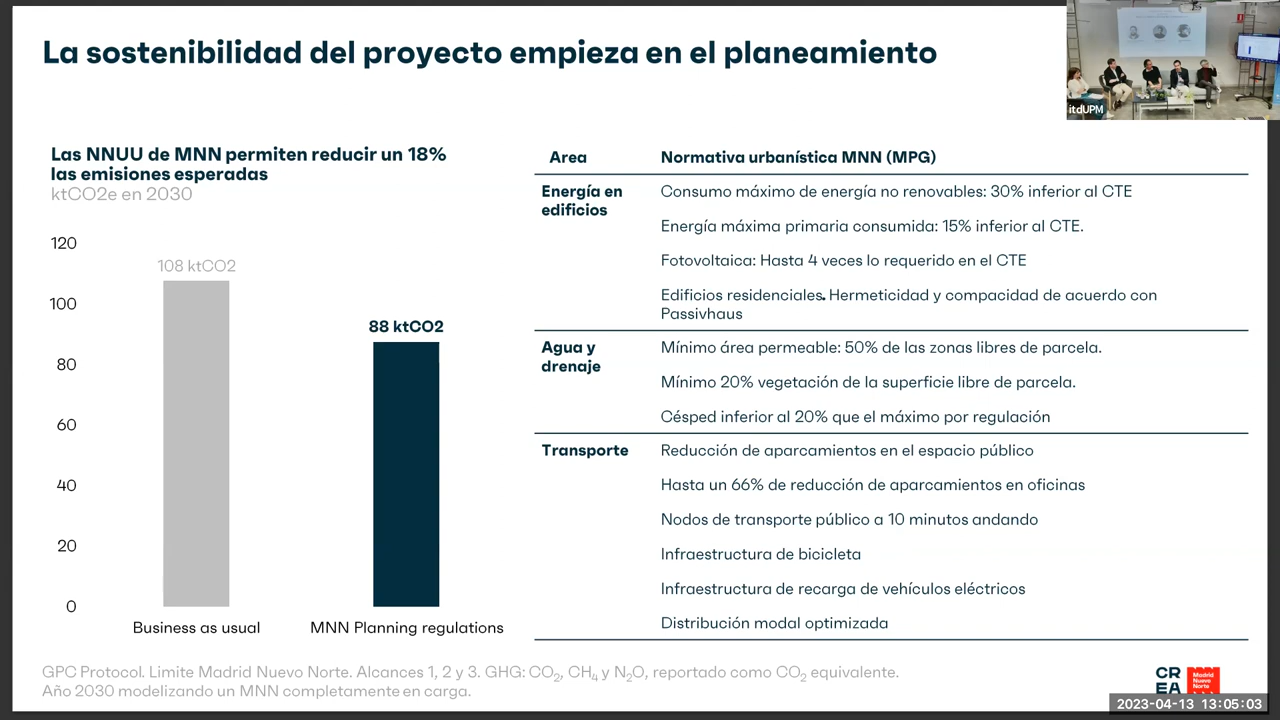 La sostenibilidad del proyecto empieza en el planeamiento
itdUPM
Las NNUU de MNN permiten reducir un 18%
las emisiones esperadas
ktCO2e en 2030
120
100
80
60
40
20
0
108 ktCO2
88 ktCO2
Business as usual
MNN Planning regulations
Area
Normativa urbanística MNN (MPG)
Energía en
edificios
Consumo máximo de energía no renovables: 30% inferior al CTE
Energía máxima primaria consumida: 15% inferior al CTE.
Fotovoltaica: Hasta 4 veces lo requerido en el CTE
Edificios residenciales. Hermeticidad y compacidad de acuerdo con
Passivhaus
Agua y
drenaje
Mínimo área permeable: 50% de las zonas libres de parcela.
Mínimo 20% vegetación de la superficie libre de parcela.
Césped inferior al 20% que el máximo por regulación
Transporte
Reducción de aparcamientos en el espacio público
Hasta un 66% de reducción de aparcamientos en oficinas
Nodos de transporte público a 10 minutos andando
Infraestructura de bicicleta
Infraestructura de recarga de vehículos eléctricos
Distribución modal optimizada
GPC Protocol. Limite Madrid Nuevo Norte. Alcances 1, 2 y 3. GHG: CO₂, CH₄ y N₂O, reportado como CO₂ equivalente.
Año 2030 modelizando un MNN completamente en carga.
CR
EA
Madrid
Nuevo
Norte
2023-04-13 13:05:03